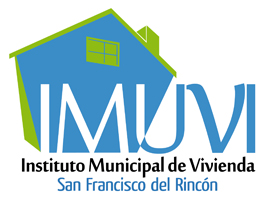 IMUVI
Instituto Municipal de Vivienda
San Francisco del Rincón